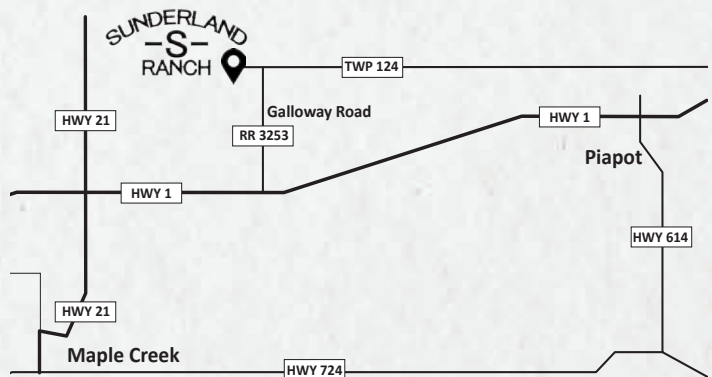 SUNDERLAND
-S-
RANCH
TWP 124
HWY 21
Galloway Road
HWY 1
RR 3253
Piapot
HWY 1
HWY 614
HWY 21
Maple Creek
HWY 724